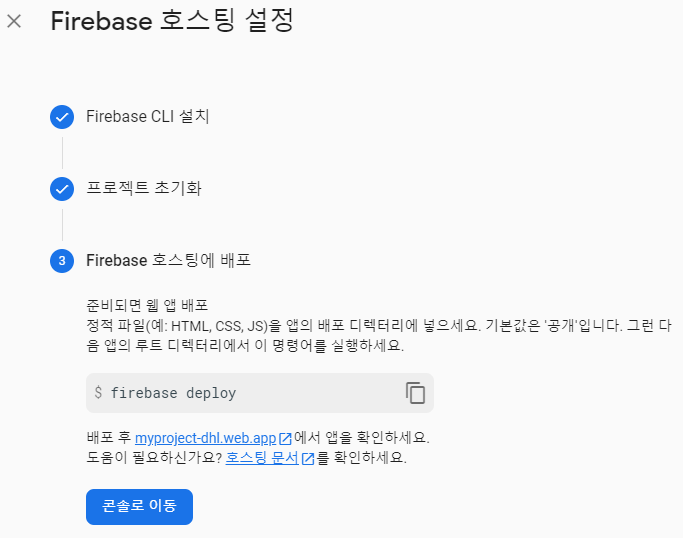 Firebase 호스팅 설정
Firebase CLI 설치
프로젝트 초기화
3 Firebase 호스팅에 배포
준비되면 웹 앱 배포
정적 파일(예: HTML, CSS, JS)을 앱의 배포 디렉터리에 넣으세요. 기본값은 '공개'입니다. 그런 다
음 앱의 루트 디렉터리에서 이 명령어를 실행하세요.
$ firebase deploy
배포 후 myproject-dhl.web.app에서 앱을 확인하세요.
도움이 필요하신가요? 호스팅 문서를 확인하세요.
콘솔로 이동